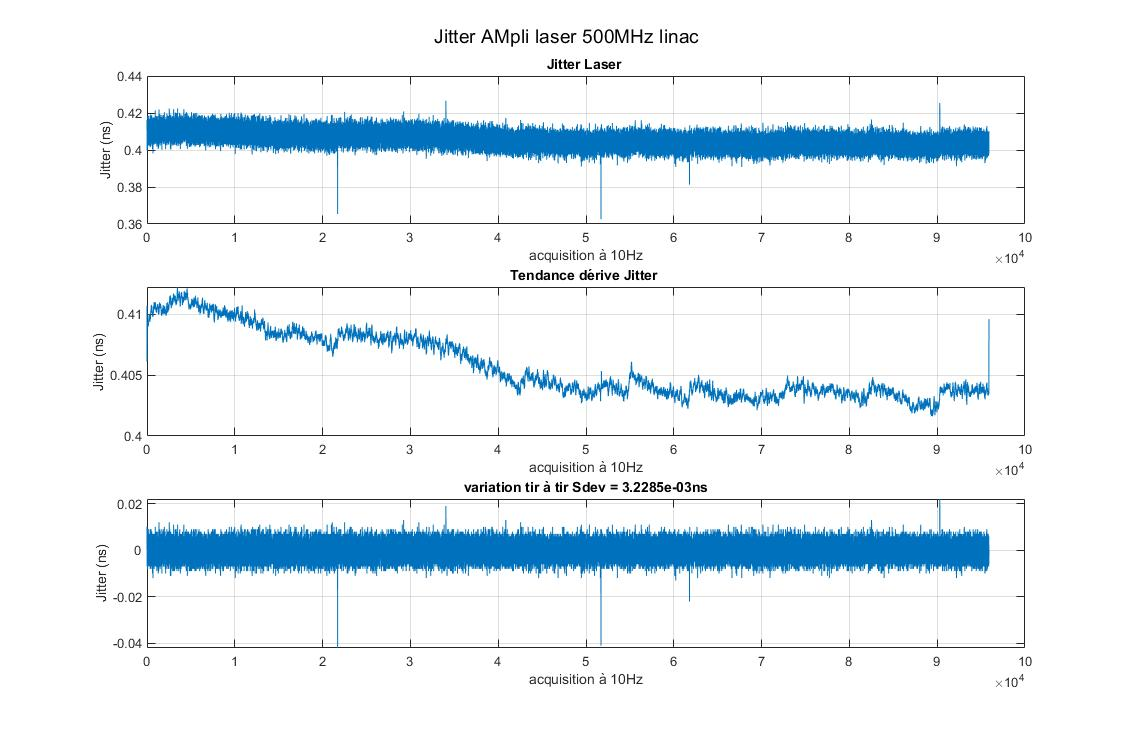 Jitter AMpli laser 500MHz linac
Jitter Laser
Jitter (ns)
0.44
0.42
0.4
0.38
0.36
0 1 2 3 4 5 6 7 8 9 10
acquisition à 10Hz
×10^4
Tendance dérive Jitter
Jitter (ns)
0.41
0.405
0.4
0 1 2 3 4 5 6 7 8 9 10
acquisition à 10Hz
×10^4
variation tir à tir Sdev = 3.2285e-03ns
Jitter (ns)
0.02
0
-0.02
-0.04
0 1 2 3 4 5 6 7 8 9 10
acquisition à 10Hz
×10^4